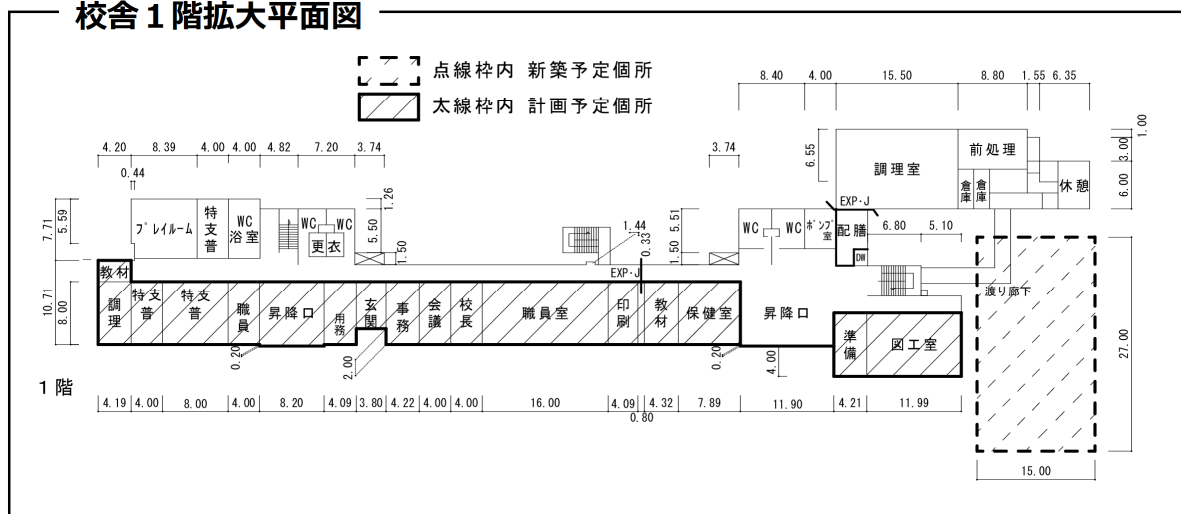 校舎１階拡大平面図
点線枠内 新築予定個所
太線枠内 計画予定個所
8.40 4.00 15.50 8.80 1.55 6.35
4.20 8.39 4.00 4.00 4.82 7.20 3.74 3.74
0.44
6.55
1.00
3.00
6.00
調理室
前処理
倉庫
倉庫
休憩
EXP・J
7.71
5.59
プレイルーム
特支普
WC
浴室
WC
WC
更衣
1.26
5.50
1.50
1.44
0.33
5.51
1.50
WC
WC
ポンプ室
配膳
DW
6.80 5.10
EXP・J
渡り廊下
10.71
8.00
教材
調理
特支普
特支普
職員
昇降口
用務
玄関
事務
会議
校長
職員室
印刷
教材
保健室
昇降口
準備
図工室
0.20
2.00
0.20
4.00
27.00
１階
4.19 4.00 8.00 4.00 8.20 4.09 3.80 4.22 4.00 4.00 16.00 4.09 4.32 7.89 11.90 4.21 11.99
0.80
15.00